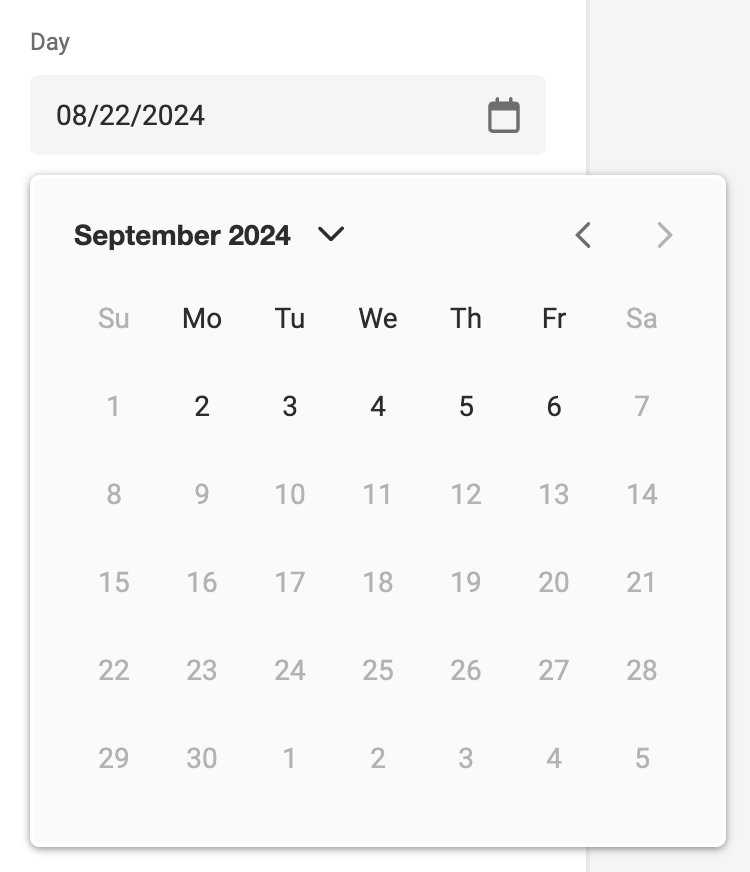 Day
08/22/2024
September 2024
Su Mo Tu We Th Fr Sa
1 2 3 4 5 6 7
8 9 10 11 12 13 14
15 16 17 18 19 20 21
22 23 24 25 26 27 28
29 30 1 2 3 4 5